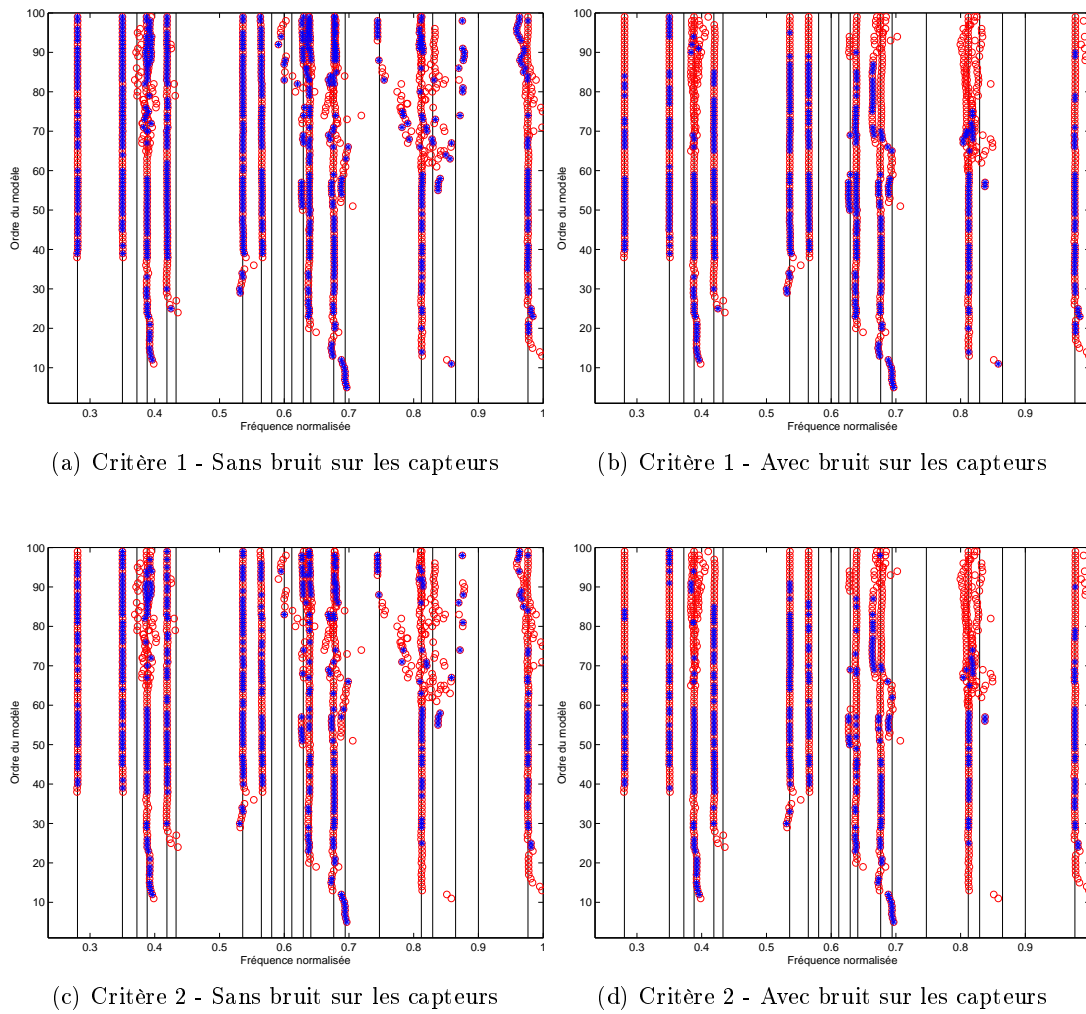 100
90
80
70
60
50
40
30
20
10
Ordre du modèle
0.3 0.4 0.5 0.6 0.7 0.8 0.9 1
Fréquence normalisée
(a) Critère 1 - Sans bruit sur les capteurs
100
90
80
70
60
50
40
30
20
10
Ordre du modèle
0.3 0.4 0.5 0.6 0.7 0.8 0.9
Fréquence normalisée
(b) Critère 1 - Avec bruit sur les capteurs
100
90
80
70
60
50
40
30
20
10
Ordre du modèle
0.3 0.4 0.5 0.6 0.7 0.8 0.9 1
Fréquence normalisée
(c) Critère 2 - Sans bruit sur les capteurs
100
90
80
70
60
50
40
30
20
10
Ordre du modèle
0.3 0.4 0.5 0.6 0.7 0.8 0.9
Fréquence normalisée
(d) Critère 2 - Avec bruit sur les capteurs